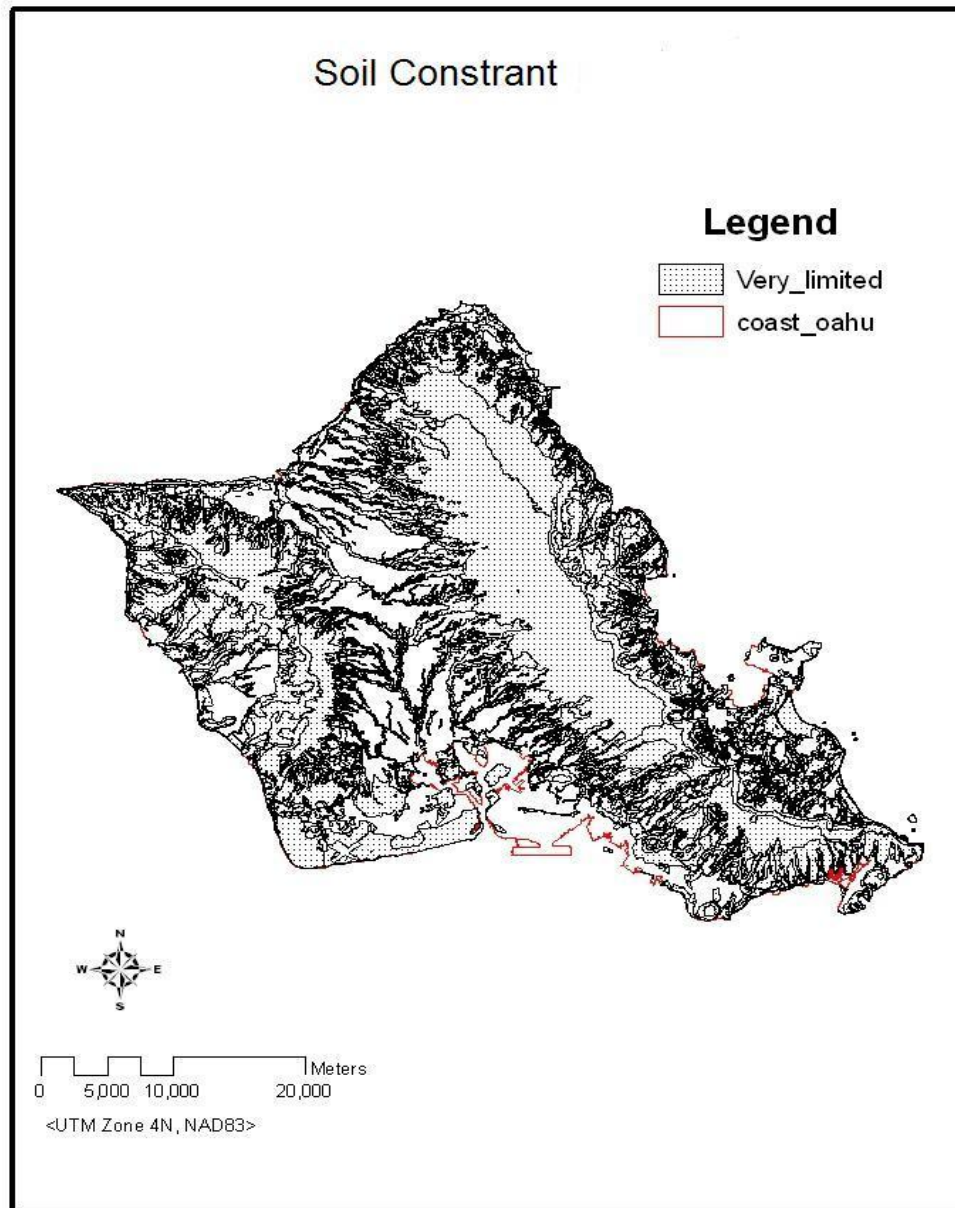 Soil Constrant
Legend
Very_limited
coast_oahu
N
W E
S
Meters
0 5,000 10,000 20,000
<UTM Zone 4N, NAD83>